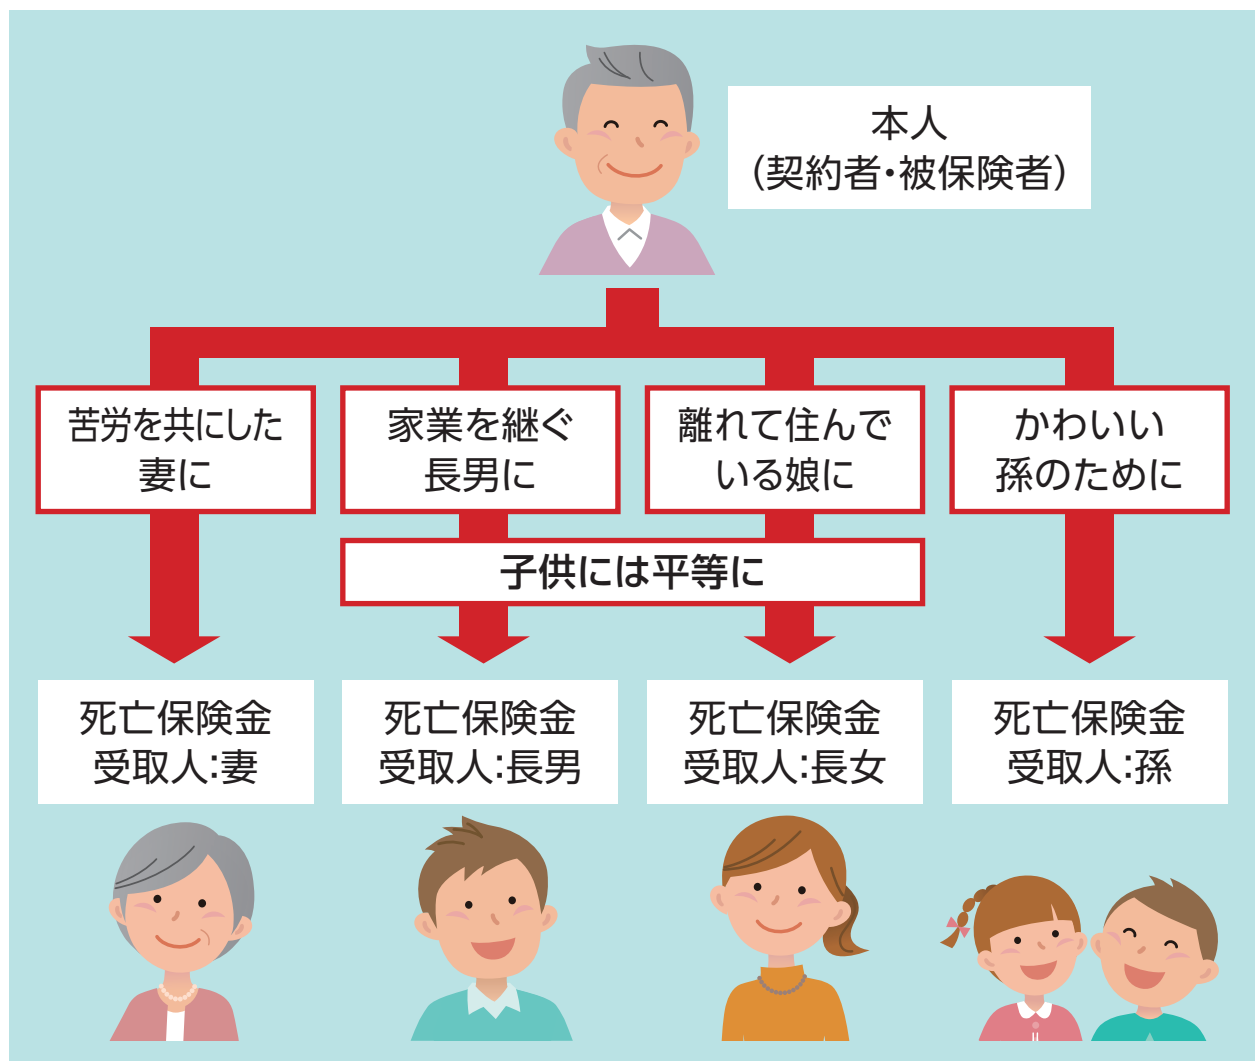 本人
（契約者・被保険者）
苦労を共にした
妻に
家業を継ぐ
長男に
離れて住んで
いる娘に
かわいい
孫のために
子供には平等に
死亡保険金
受取人：妻
死亡保険金
受取人：長男
死亡保険金
受取人：長女
死亡保険金
受取人：孫